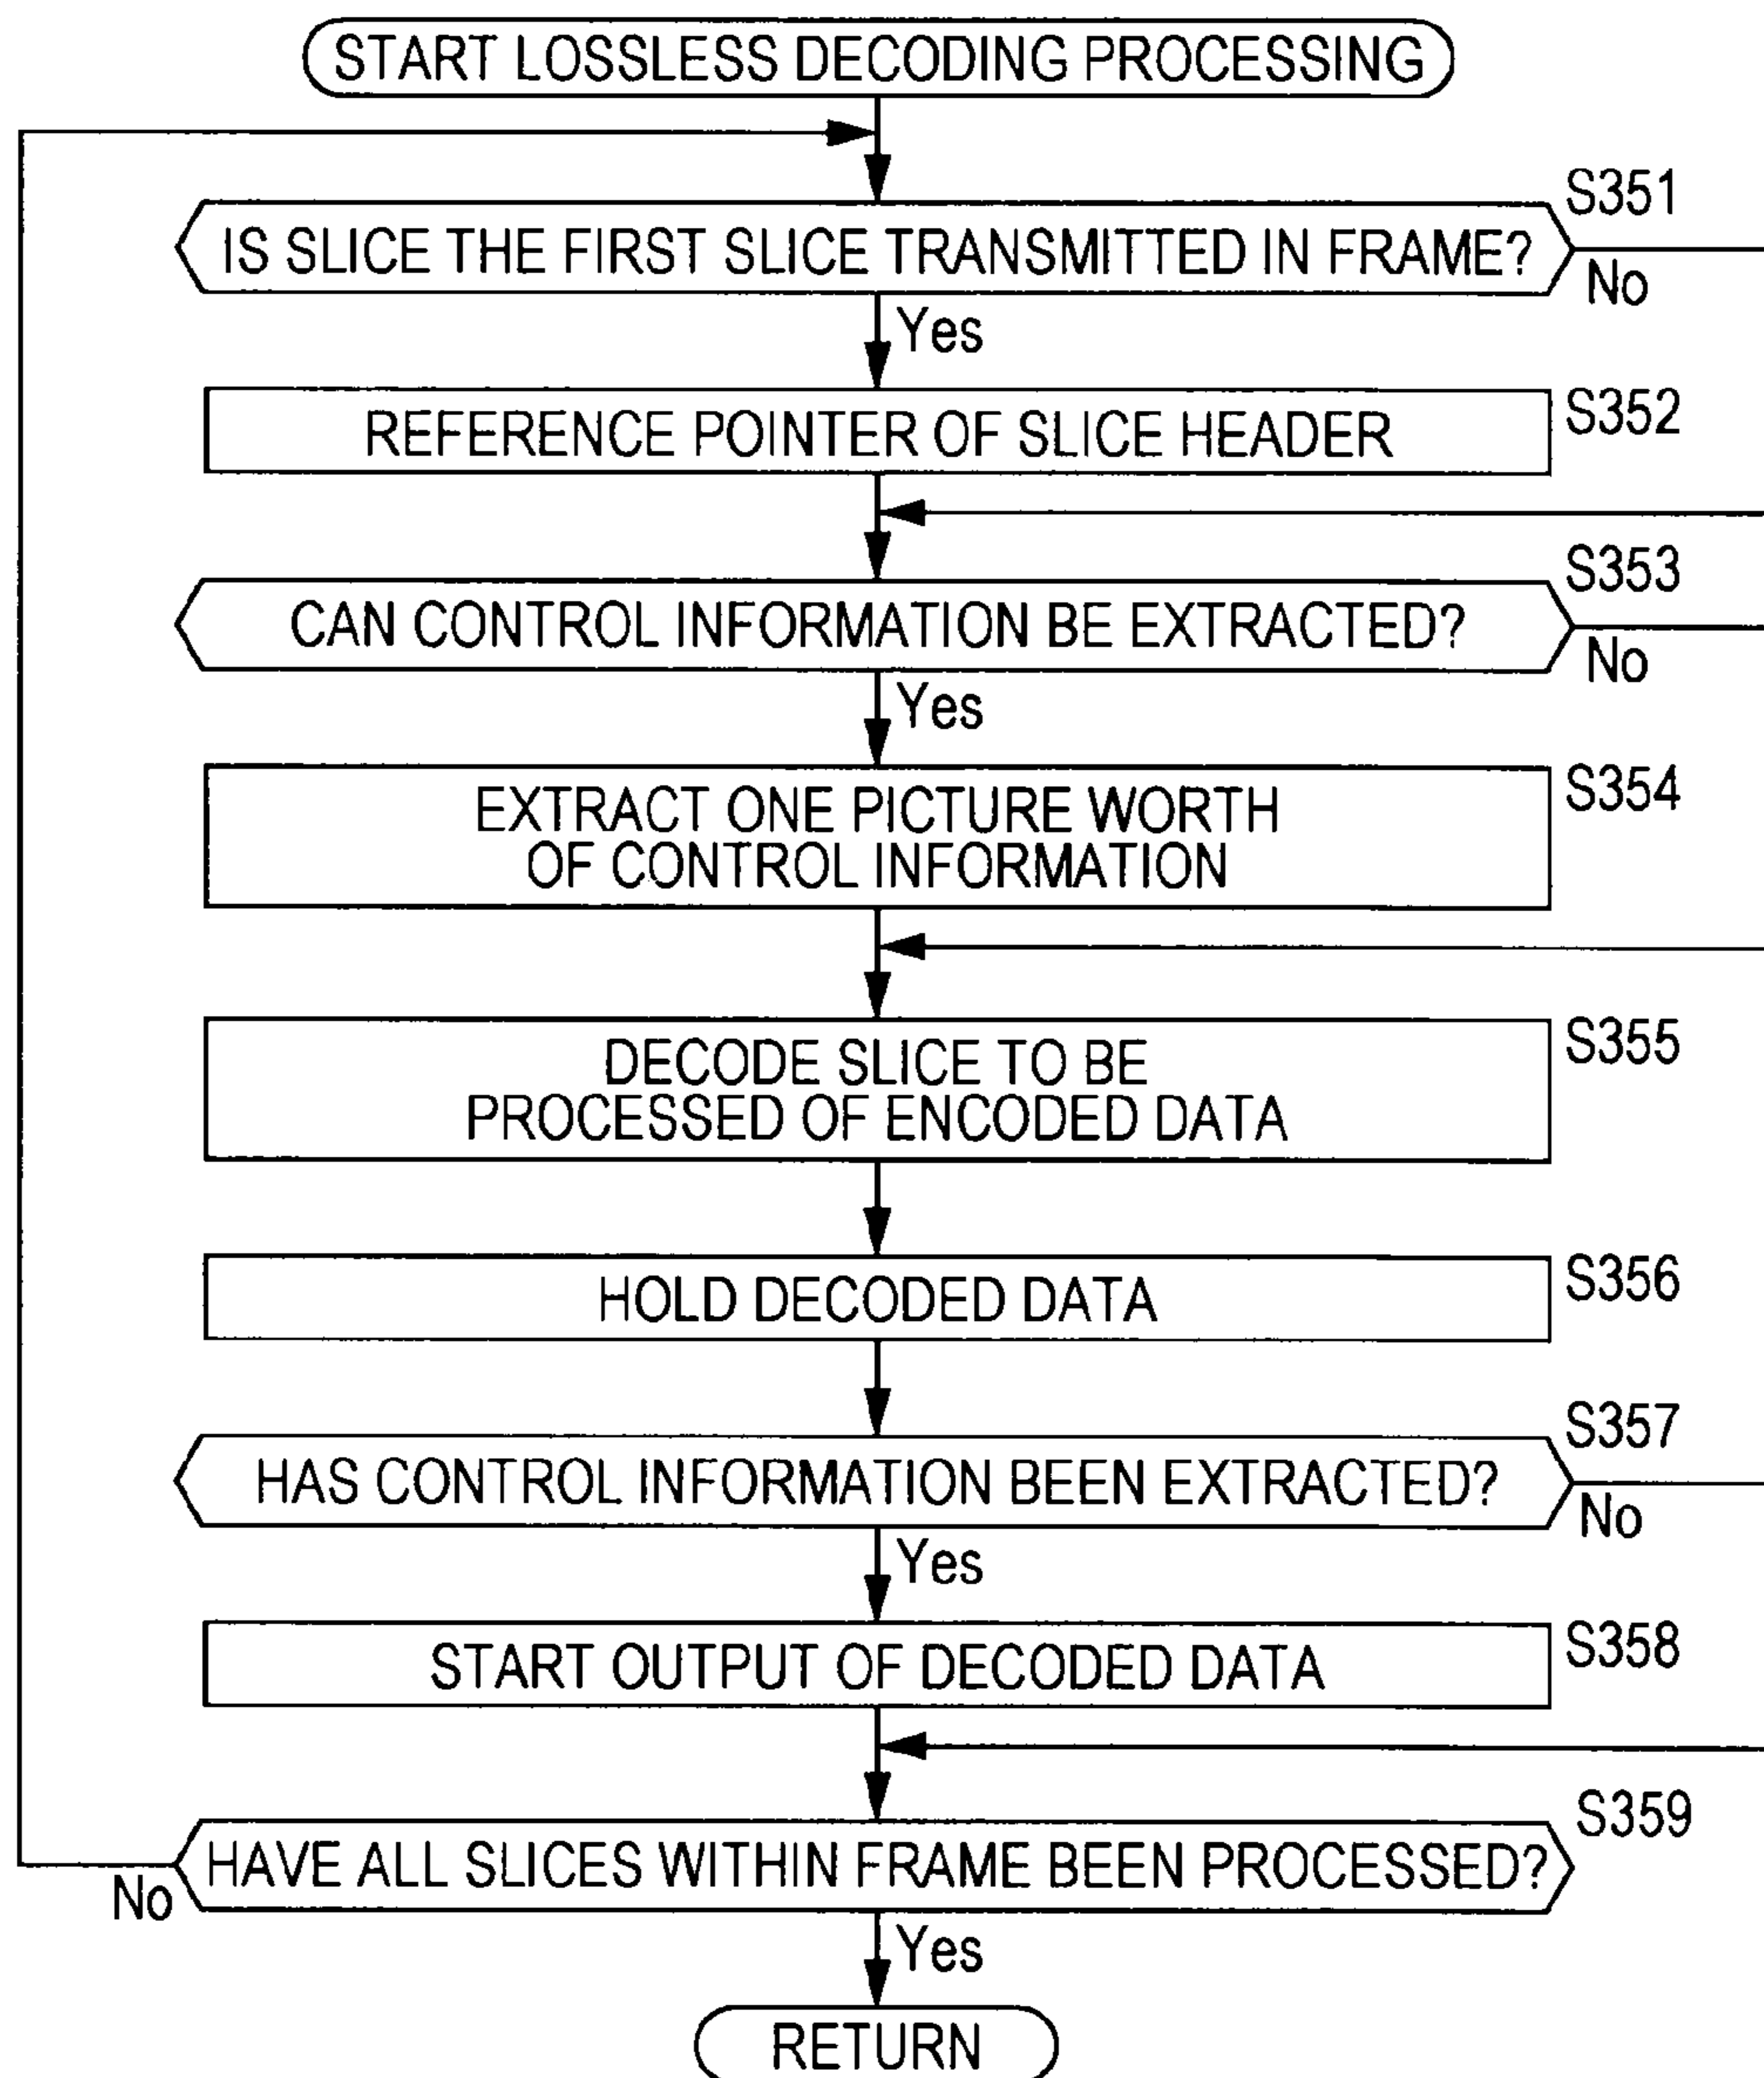 START LOSSLESS DECODING PROCESSING
S351
IS SLICE THE FIRST SLICE TRANSMITTED IN FRAME?
No
Yes
S352
REFERENCE POINTER OF SLICE HEADER
S353
CAN CONTROL INFORMATION BE EXTRACTED?
No
Yes
S354
EXTRACT ONE PICTURE WORTH
OF CONTROL INFORMATION
S355
DECODE SLICE TO BE
PROCESSED OF ENCODED DATA
S356
HOLD DECODED DATA
S357
HAS CONTROL INFORMATION BEEN EXTRACTED?
No
Yes
S358
START OUTPUT OF DECODED DATA
S359
HAVE ALL SLICES WITHIN FRAME BEEN PROCESSED?
No
Yes
RETURN